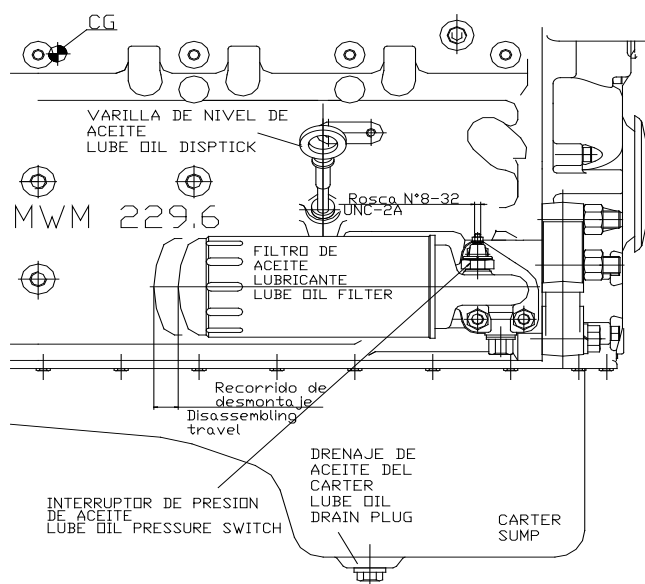 CG
VARILLA DE NIVEL DE
ACEITE
LUBE OIL DISPTICK
Rosca N°8-32
UNC-2A
MWM 229.6
FILTRO DE
ACEITE
LUBRICANTE
LUBE OIL FILTER
Recorrido de
desmontaje
Disassembling
travel
INTERRUPTOR DE PRESION
DE ACEITE
LUBE OIL PRESSURE SWITCH
DRENAJE DE
ACEITE DEL
CARTER
LUBE OIL
DRAIN PLUG
CARTER
SUMP